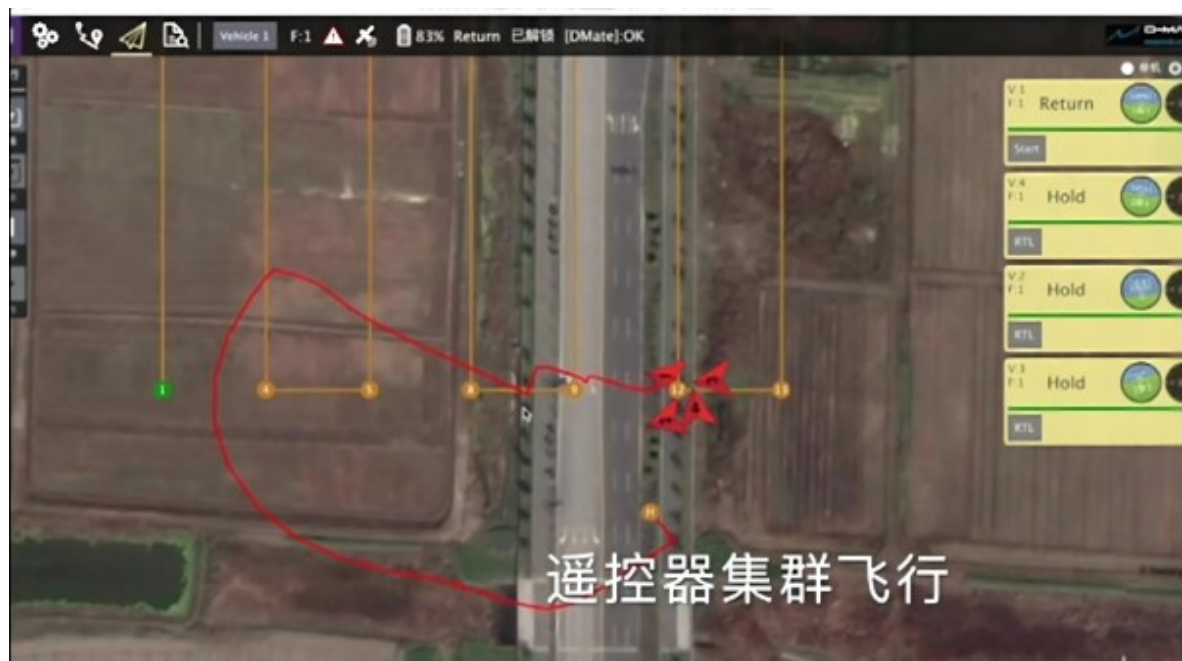 Vehicle 1 F:1 83% Return 已解锁 [DMate]:OK
单机
V:1
F:1 Return
Start
V:4
F:1 Hold
RTL
V:2
F:1 Hold
RTL
V:3
F:1 Hold
RTL
1 4 5 8 9 12 13
H
遥控器集群飞行